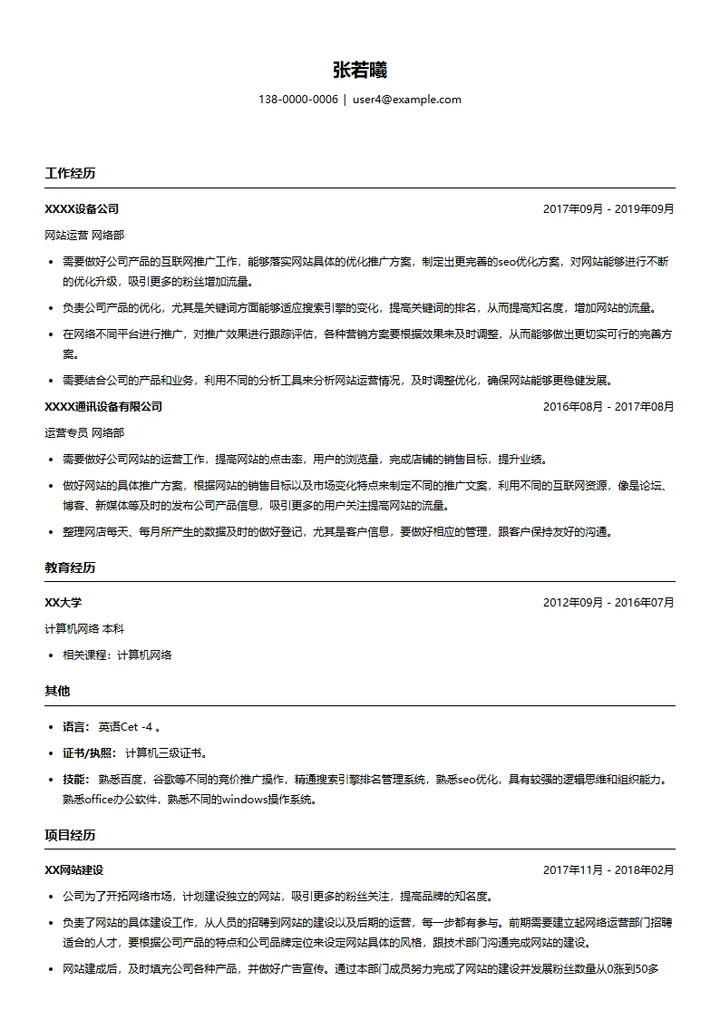 张若曦
138-0000-0006 | user4@example.com
工作经历
XXXX设备公司 2017年09月 - 2019年09月
网站运营 网络部
• 需要做好公司产品的互联网推广工作，能够落实网站具体的优化推广方案，制定出更完善的seo优化方案，对网站能够进行不断
的优化升级，吸引更多的粉丝增加流量。
• 负责公司产品的优化，尤其是关键词方面能够适应搜索引擎的变化，提高关键词的排名，从而提高知名度，增加网站的流量。
• 在网络不同平台进行推广，对推广效果进行跟踪评估，各种营销方案要根据效果来及时调整，从而能够做出更切实可行的完善方
案。
• 需要结合公司的产品和业务，利用不同的分析工具来分析网站运营情况，及时调整优化，确保网站能够更稳健发展。
XXXX通讯设备有限公司 2016年08月 - 2017年08月
运营专员 网络部
• 需要做好公司网站的运营工作，提高网站的点击率，用户的浏览量，完成店铺的销售目标，提升业绩。
• 做好网站的具体推广方案，根据网站的销售目标以及市场变化特点来制定不同的推广文案，利用不同的互联网资源，像是论坛、
博客、新媒体等及时的发布公司产品信息，吸引更多的用户关注提高网站的流量。
• 整理网店每天、每月所产生的数据及时的做好登记，尤其是客户信息，要做好相应的管理，跟客户保持友好的沟通。
教育经历
XX大学 2012年09月 - 2016年07月
计算机网络 本科
• 相关课程：计算机网络
其他
• 语言： 英语Cet -4 。
• 证书/执照： 计算机三级证书。
• 技能： 熟悉百度，谷歌等不同的竞价推广操作，精通搜索引擎排名管理系统，熟悉seo优化，具有较强的逻辑思维和组织能力。
熟悉office办公软件，熟悉不同的windows操作系统。
项目经历
XX网站建设 2017年11月 - 2018年02月
• 公司为了开拓网络市场，计划建设独立的网站，吸引更多的粉丝关注，提高品牌的知名度。
• 负责了网站的具体建设工作，从人员的招聘到网站的建设以及后期的运营，每一步都有参与。前期需要建立起网络运营部门招聘
适合的人才，要根据公司产品的特点和公司品牌定位来设定网站具体的风格，跟技术部门沟通完成网站的建设。
• 网站建成后，及时填充公司各种产品，并做好广告宣传。通过本部门成员努力完成了网站的建设并发展粉丝数量从0涨到50多